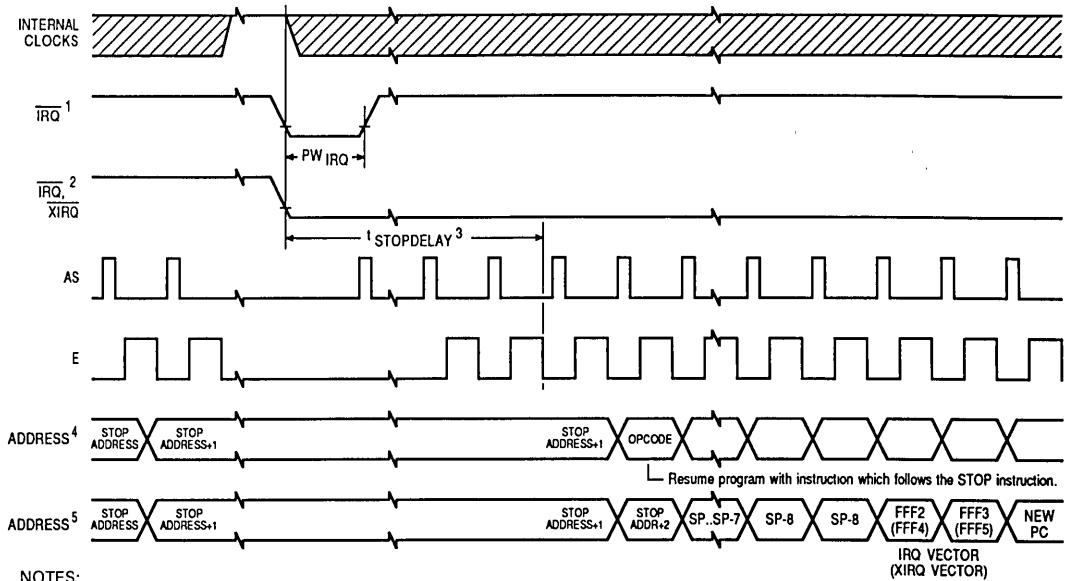 INTERNAL
CLOCKS
IRQ 1
PW IRQ
IRQ, 2
XIRQ
t STOPDELAY 3
AS
E
ADDRESS 4
STOP ADDRESS
STOP ADDRESS+1
STOP ADDRESS+1
OPCODE
Resume program with instruction which follows the STOP instruction.
ADDRESS 5
STOP ADDRESS
STOP ADDRESS+1
STOP ADDRESS+1
STOP ADDR+2
SP..SP-7
SP-8
SP-8
FFF2 (FFF4)
FFF3 (FFF5)
NEW PC
IRQ VECTOR
(XIRQ VECTOR)
NOTES: